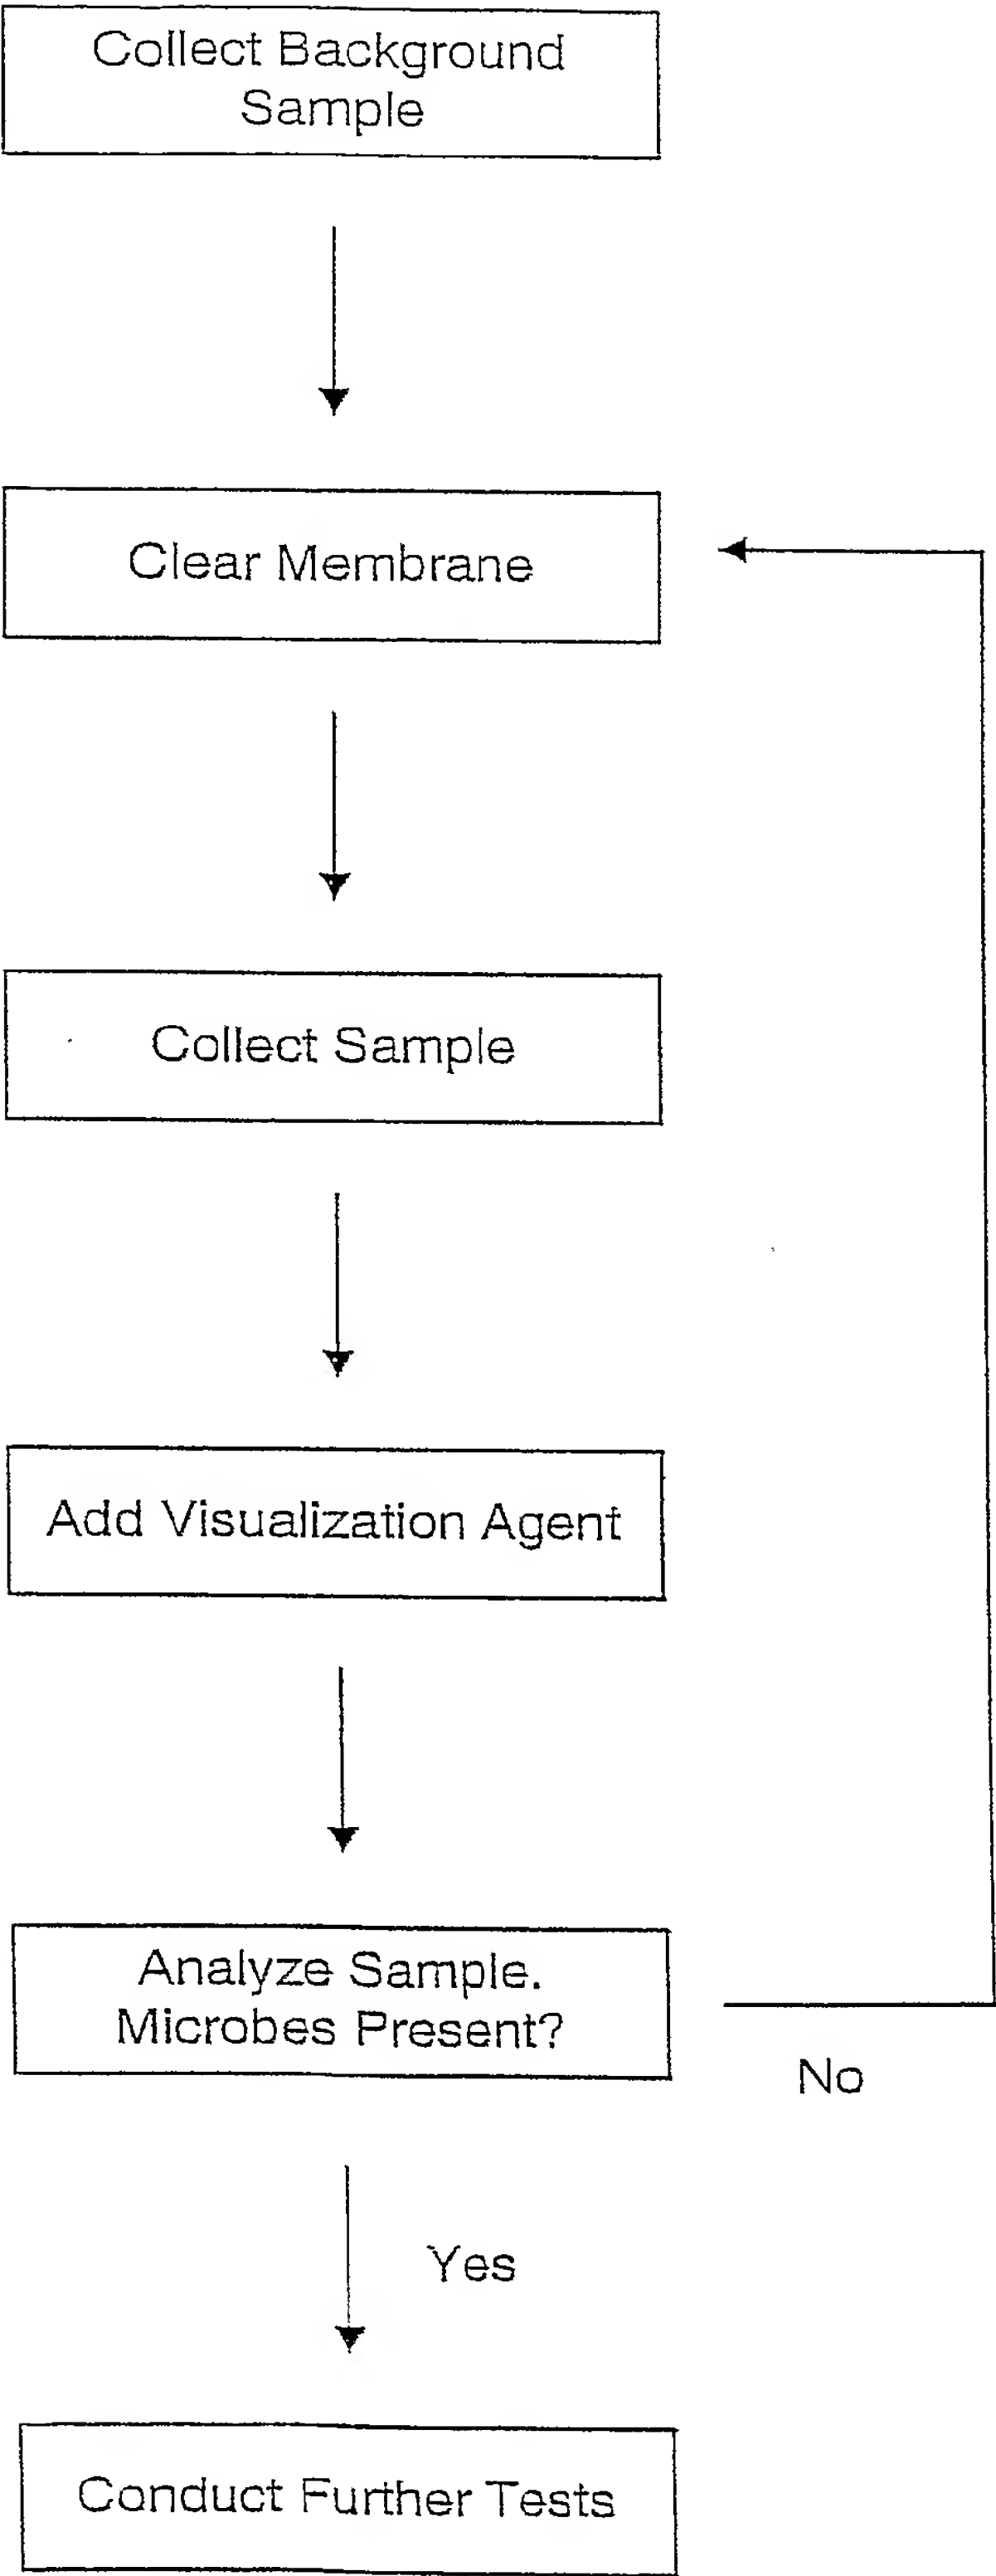 Collect Background
Sample
Clear Membrane
Collect Sample
Add Visualization Agent
Analyze Sample.
Microbes Present?
No
Yes
Conduct Further Tests